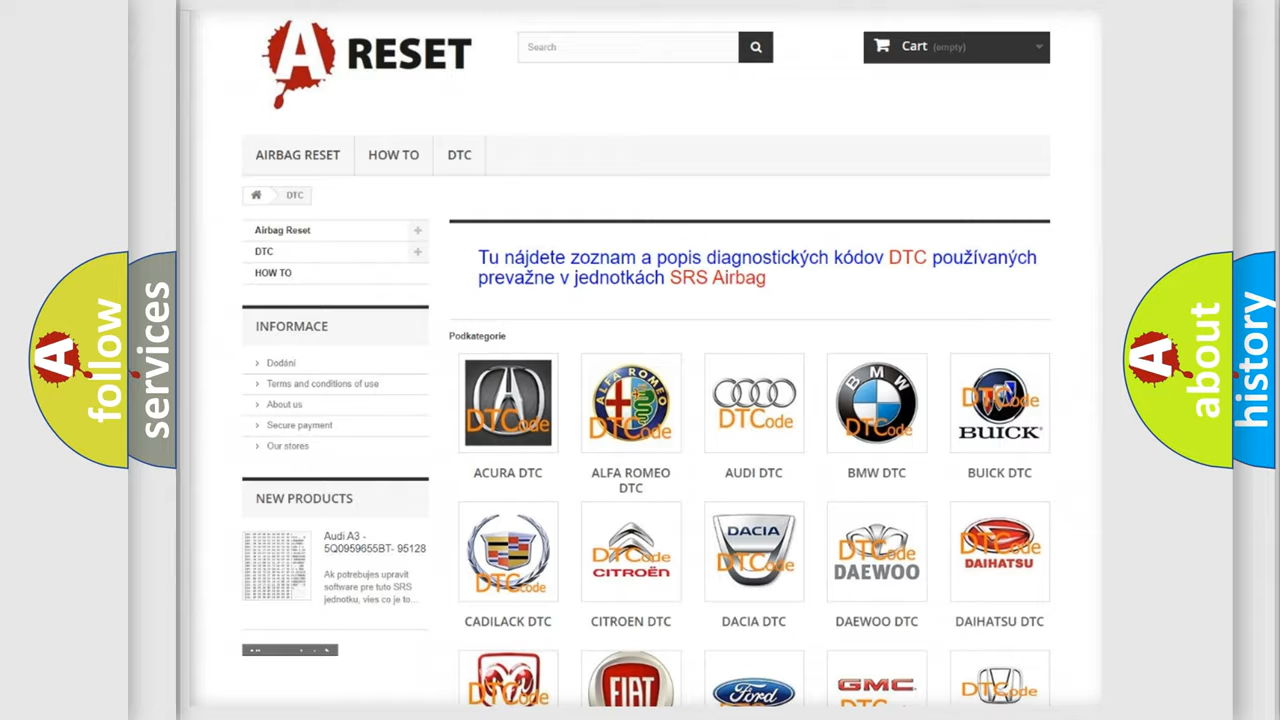 A RESET
Search
Cart (empty)
AIRBAG RESET
HOW TO
DTC
DTC
Airbag Reset
DTC
HOW TO
INFORMACE
Dodání
Terms and conditions of use
About us
Secure payment
Our stores
NEW PRODUCTS
Audi A3 -
5Q0959655BT- 95128
Ak potrebujes upravit
software pre tuto SRS
jednotku, vies co je to...
Tu nájdete zoznam a popis diagnostických kódov DTC používaných
prevažne v jednotkách SRS Airbag
Podkategorie
DTCode
ALFA ROMEO
DTCode
DTCode
BMW
DTCode
DTCode
BUICK
ACURA DTC
ALFA ROMEO
DTC
AUDI DTC
BMW DTC
BUICK DTC
DTCode
DTCode
CITROËN
DACIA
DTCode
DTCode
DAEWOO
DTCode
DAIHATSU
CADILACK DTC
CITROEN DTC
DACIA DTC
DAEWOO DTC
DAIHATSU DTC
DTCode
FIAT
Ford
GMC
DTCode
A follow
services
A about
history